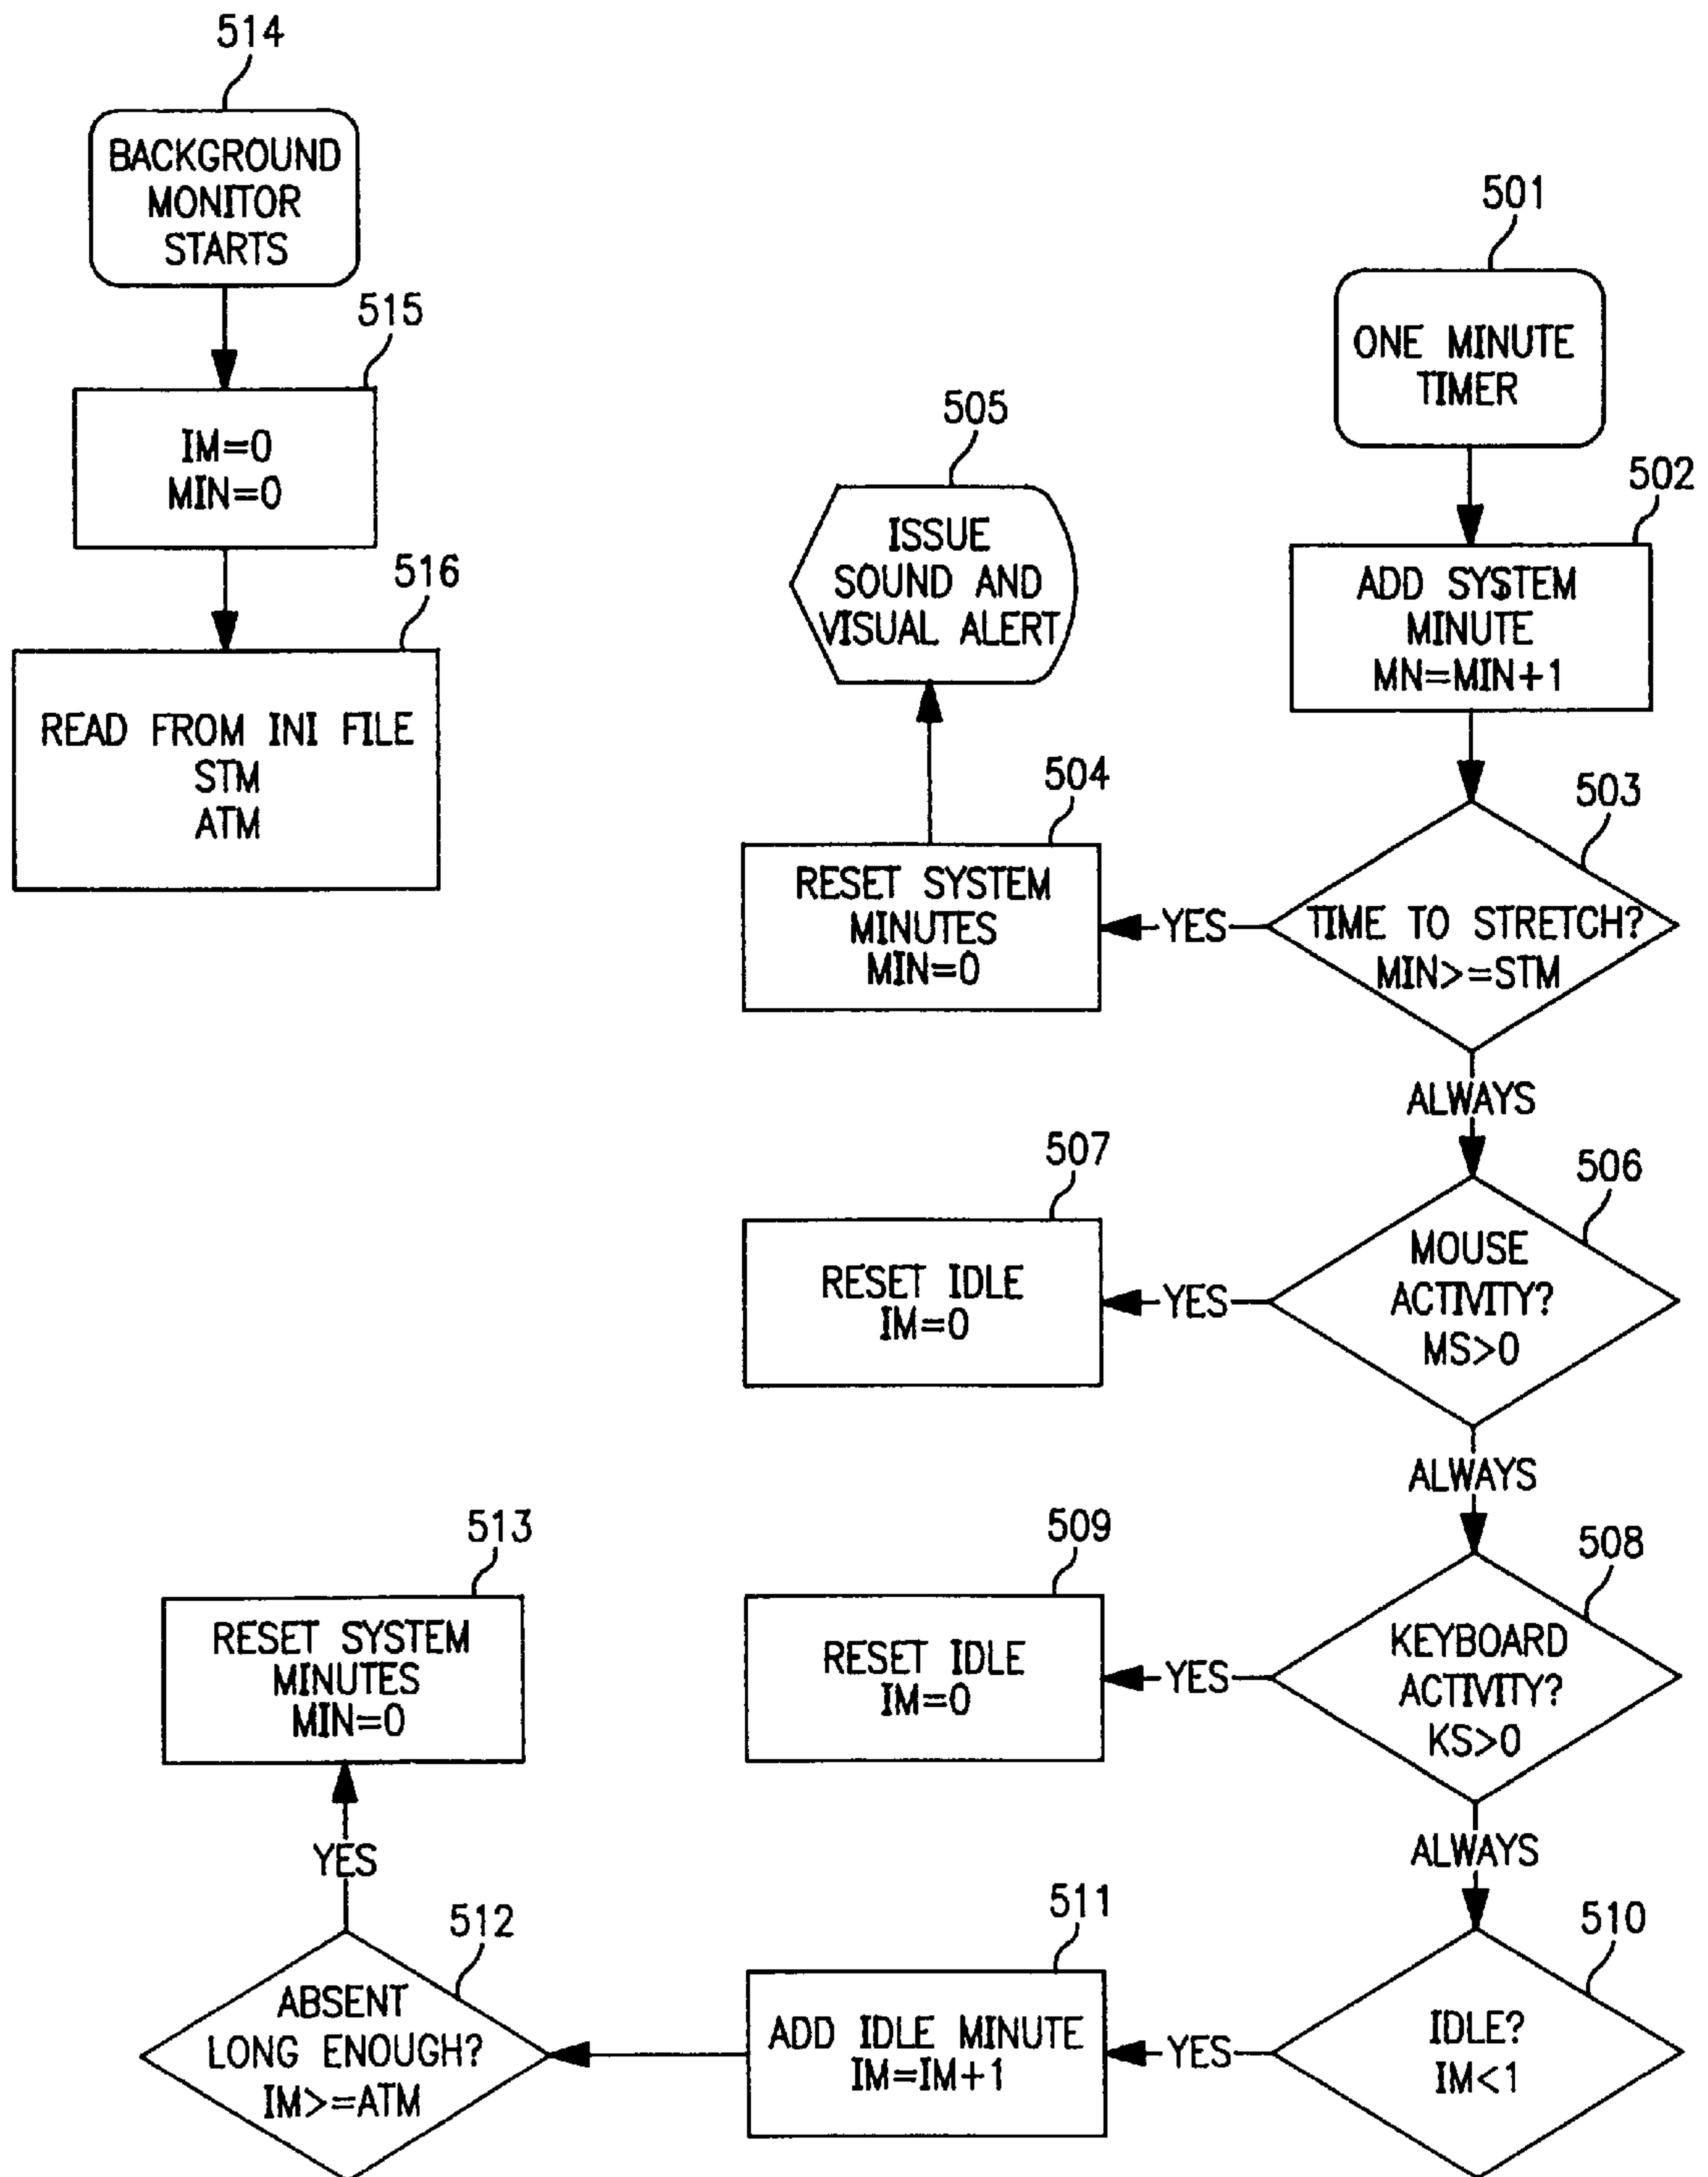 514
BACKGROUND
MONITOR
STARTS
515
IM=0
MIN=0
516
READ FROM INI FILE
STM
ATM
501
ONE MINUTE
TIMER
502
ADD SYSTEM
MINUTE
MN=MIN+1
503
TIME TO STRETCH?
MIN>=STM
YES
504
RESET SYSTEM
MINUTES
MIN=0
505
ISSUE
SOUND AND
VISUAL ALERT
ALWAYS
506
MOUSE
ACTIVITY?
MS>0
YES
507
RESET IDLE
IM=0
ALWAYS
508
KEYBOARD
ACTIVITY?
KS>0
YES
509
RESET IDLE
IM=0
ALWAYS
510
IDLE?
IM<1
YES
511
ADD IDLE MINUTE
IM=IM+1
512
ABSENT
LONG ENOUGH?
IM>=ATM
YES
513
RESET SYSTEM
MINUTES
MIN=0